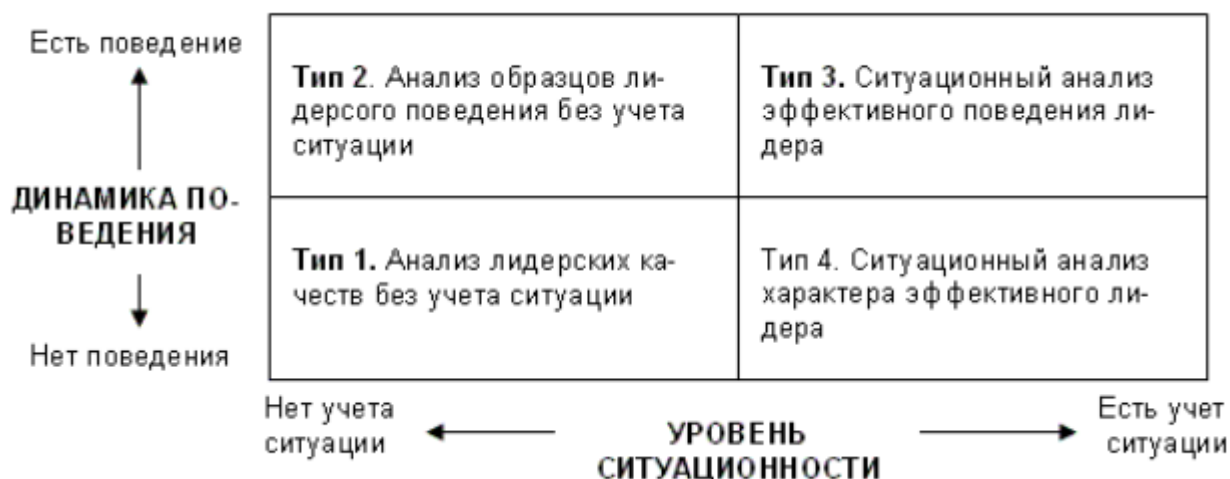 Есть поведение
ДИНАМИКА ПО-
ВЕДЕНИЯ
Нет поведения
Тип 2. Анализ образцов ли-
дерсого поведения без учета
ситуации
Тип 3. Ситуационный анализ
эффективного поведения ли-
дера
Тип 1. Анализ лидерских ка-
честв без учета ситуации
Тип 4. Ситуационный анализ
характера эффективного ли-
дера
Нет учета
ситуации
УРОВЕНЬ
СИТУАЦИОННОСТИ
Есть учет
ситуации